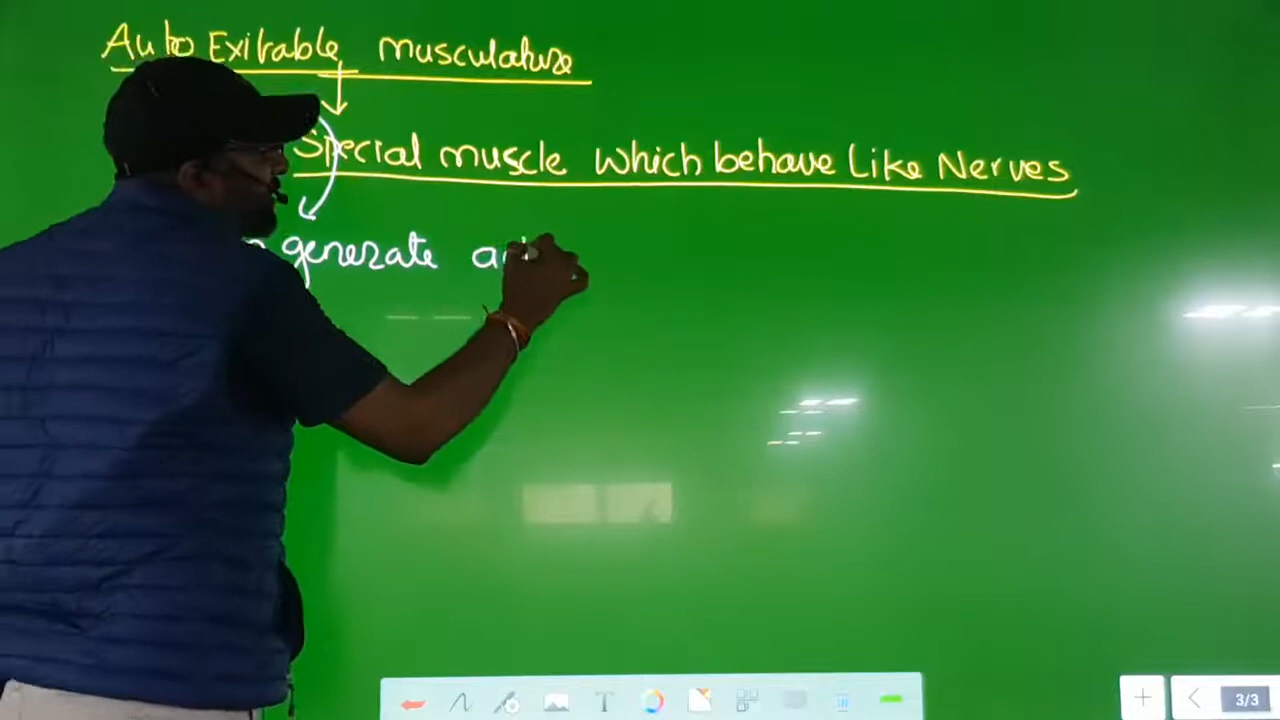 Auto Exitable musculature
Special muscle which behave Like Nerves
generate
T
3/3